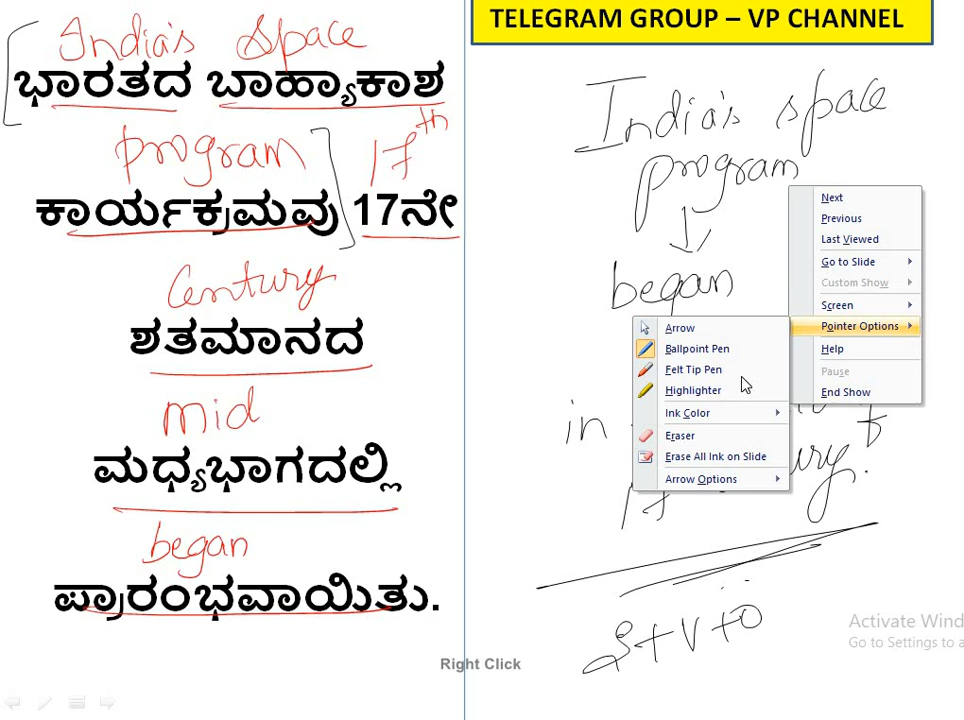 TELEGRAM GROUP – VP CHANNEL
India's Space
ಭಾರತದ ಬಾಹ್ಯಾಕಾಶ
program 17th
ಕಾರ್ಯಕ್ರಮವು 17ನೇ
Century
ಶತಮಾನದ
mid
ಮಧ್ಯಭಾಗದಲ್ಲಿ
began
ಪ್ರಾರಂಭವಾಯಿತು.
India's space
program
began
in
of
17
S+V+O
Next
Previous
Last Viewed
Go to Slide
Custom Show
Screen
Pointer Options
Help
Pause
End Show
Arrow
Ballpoint Pen
Felt Tip Pen
Highlighter
Ink Color
Eraser
Erase All Ink on Slide
Arrow Options
Right Click
Activate Wind
Go to Settings to a